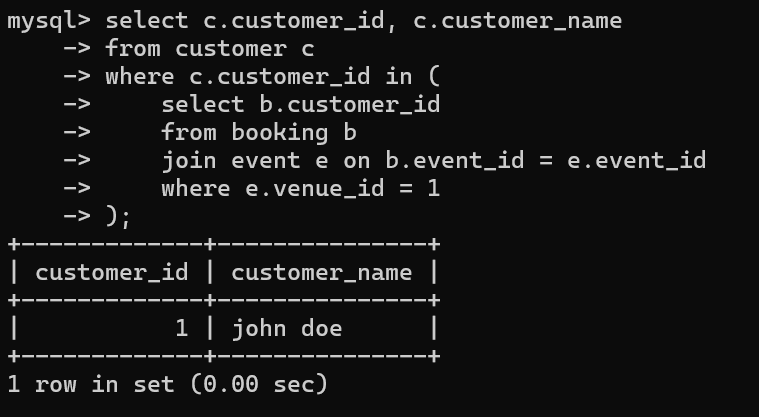 mysql> select c.customer_id, c.customer_name
    -> from customer c
    -> where c.customer_id in (
    ->     select b.customer_id
    ->     from booking b
    ->     join event e on b.event_id = e.event_id
    ->     where e.venue_id = 1
    -> );
+-------------+---------------+
| customer_id | customer_name |
+-------------+---------------+
|           1 | john doe      |
+-------------+---------------+
1 row in set (0.00 sec)